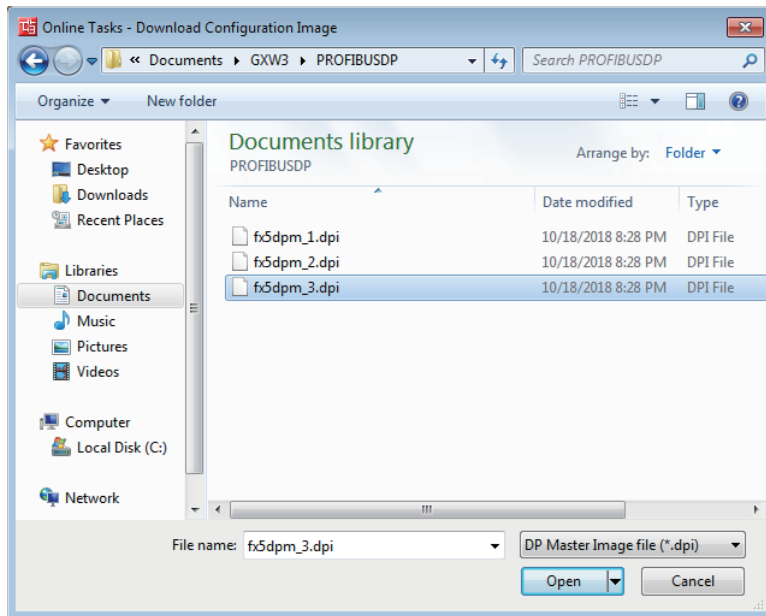 Online Tasks - Download Configuration Image
« Documents ▸ GXW3 ▸ PROFIBUSDP
Search PROFIBUSDP
Organize ▾ New folder
Favorites
Desktop
Downloads
Recent Places
Libraries
Documents
Music
Pictures
Videos
Computer
Local Disk (C:)
Network
Documents library
PROFIBUSDP
Arrange by: Folder ▾
Name Date modified Type
fx5dpm_1.dpi 10/18/2018 8:28 PM DPI File
fx5dpm_2.dpi 10/18/2018 8:28 PM DPI File
fx5dpm_3.dpi 10/18/2018 8:28 PM DPI File
File name: fx5dpm_3.dpi
DP Master Image file (*.dpi)
Open Cancel